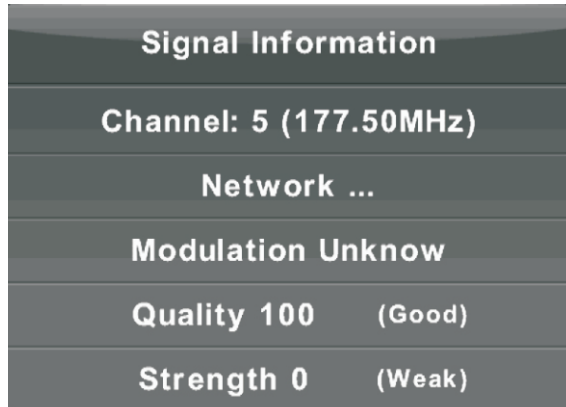 Signal Information
Channel: 5 (177.50MHz)
Network ...
Modulation Unknow
Quality 100 (Good)
Strength 0 (Weak)